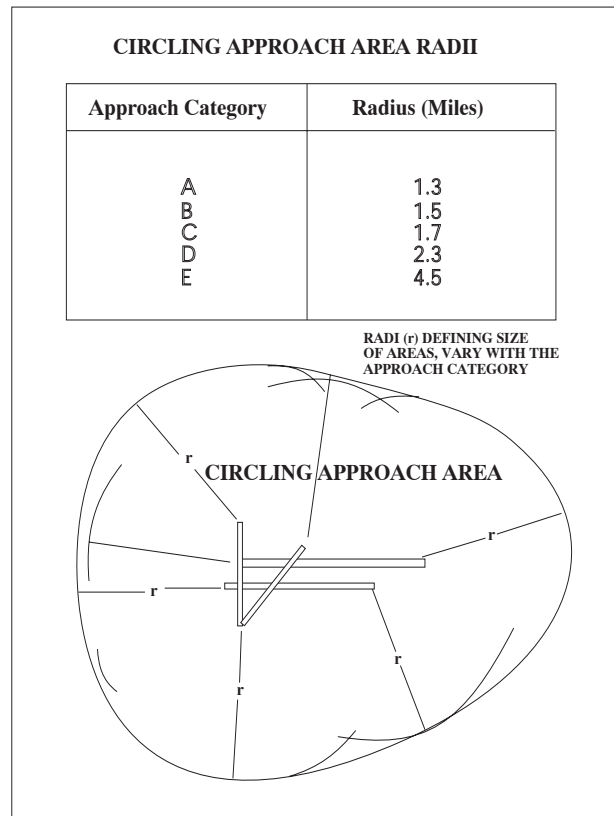 CIRCLING APPROACH AREA RADII
Approach Category Radius (Miles)
A 1.3
B 1.5
C 1.7
D 2.3
E 4.5
RADI (r) DEFINING SIZE
OF AREAS, VARY WITH THE
APPROACH CATEGORY
r
CIRCLING APPROACH AREA
r
r
r
r